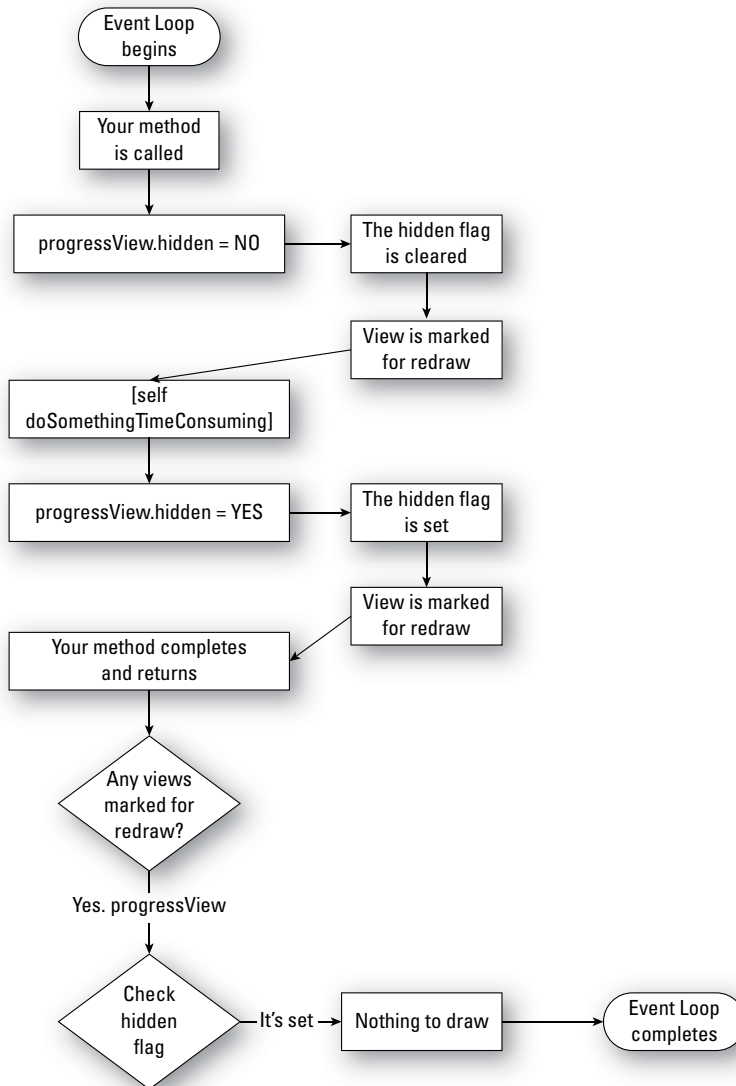 Event Loop
begins
Your method
is called
progressView.hidden = NO
The hidden flag
is cleared
View is marked
for redraw
[self
doSomethingTimeConsuming]
progressView.hidden = YES
The hidden flag
is set
View is marked
for redraw
Your method completes
and returns
Any views
marked for
redraw?
Yes. progressView
Check
hidden
flag
It's set
Nothing to draw
Event Loop
completes